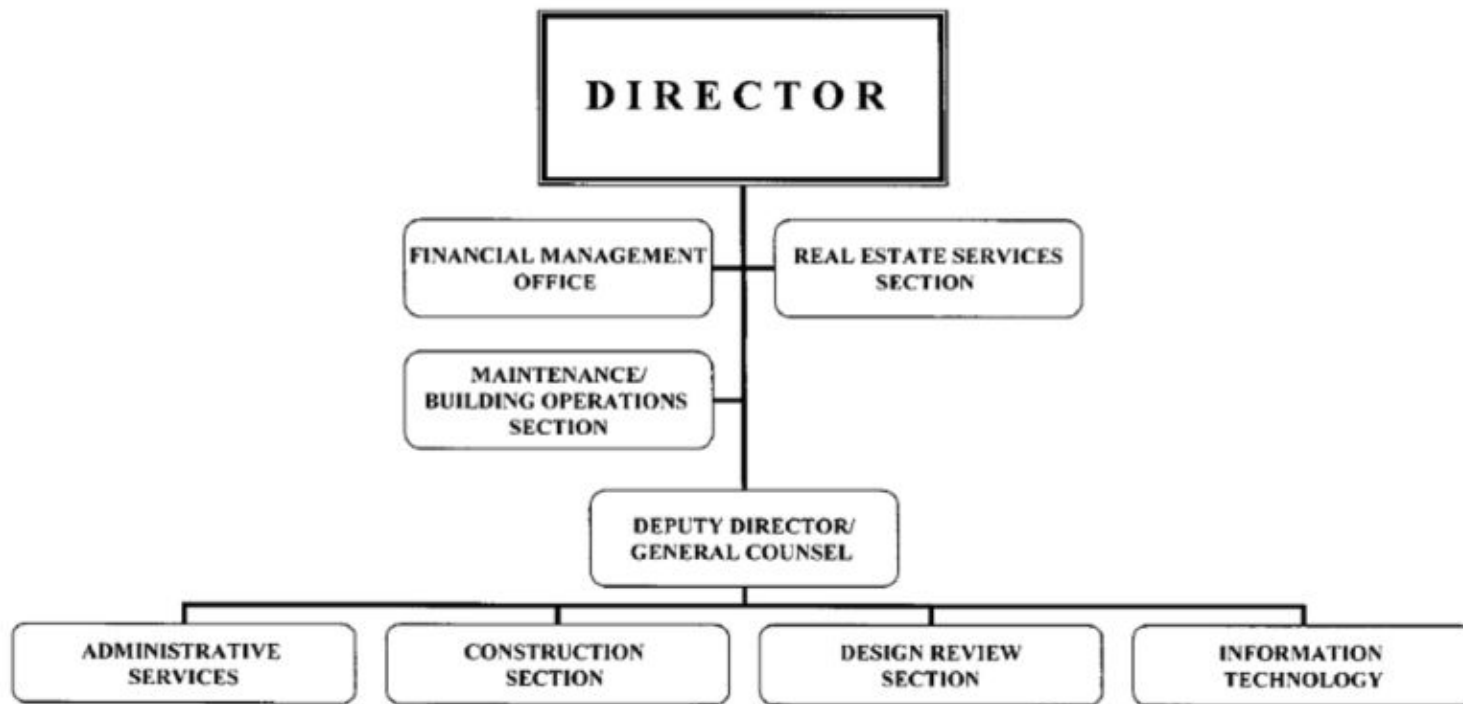 DIRECTOR
FINANCIAL MANAGEMENT
OFFICE
REAL ESTATE SERVICES
SECTION
MAINTENANCE/
BUILDING OPERATIONS
SECTION
DEPUTY DIRECTOR/
GENERAL COUNSEL
ADMINISTRATIVE
SERVICES
CONSTRUCTION
SECTION
DESIGN REVIEW
SECTION
INFORMATION
TECHNOLOGY